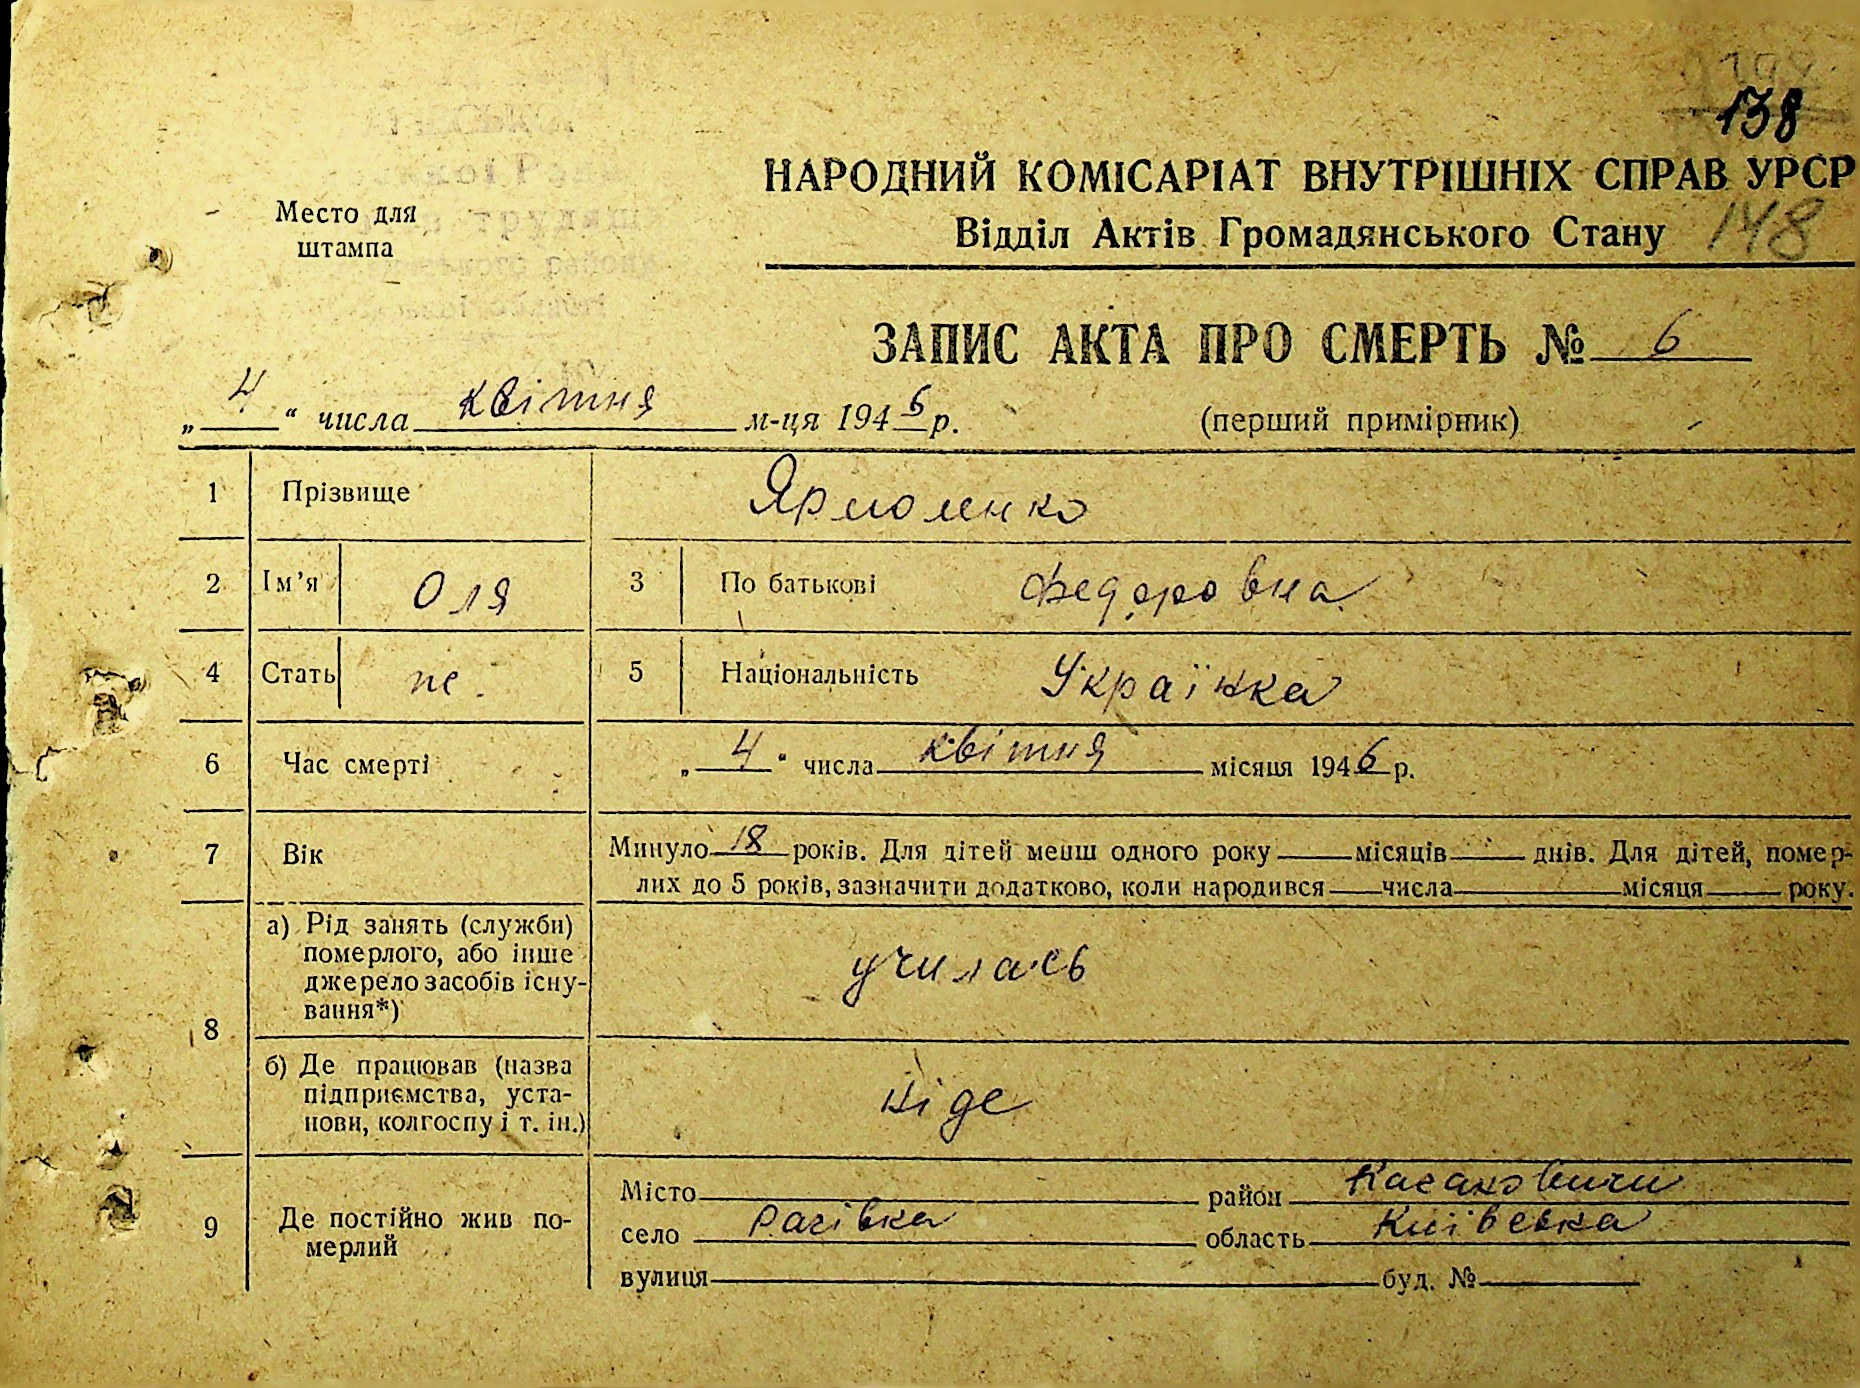 138
НАРОДНИЙ КОМІСАРІАТ ВНУТРІШНІХ СПРАВ УРСР
Место для
штампа
Відділ Актів Громадянського Стану 148
ЗАПИС АКТА ПРО СМЕРТЬ № 6
„ 4 “ числа квітня м-ця 1946 р. (перший примірник)
1 Прізвище Ярмоленко
2 Ім'я Оля 3 По батькові Федоровна
4 Стать 5 Національність Українка
6 Час смерті „ 4 “ числа квітня місяця 1946 р.
7 Вік Минуло 18 років. Для дітей менш одного року місяців днів. Для дітей, помер-
лих до 5 років, зазначити додатково, коли народився числа місяця року.
8 а) Рід занять (служби)
померлого, або інше
джерело засобів існу-
вання*)
училась
б) Де працював (назва
підприємства, уста-
нови, колгоспу і т. ін.)
ніде
9 Де постійно жив по-
мерлий
Місто район
село область Київська
вулиця буд. №